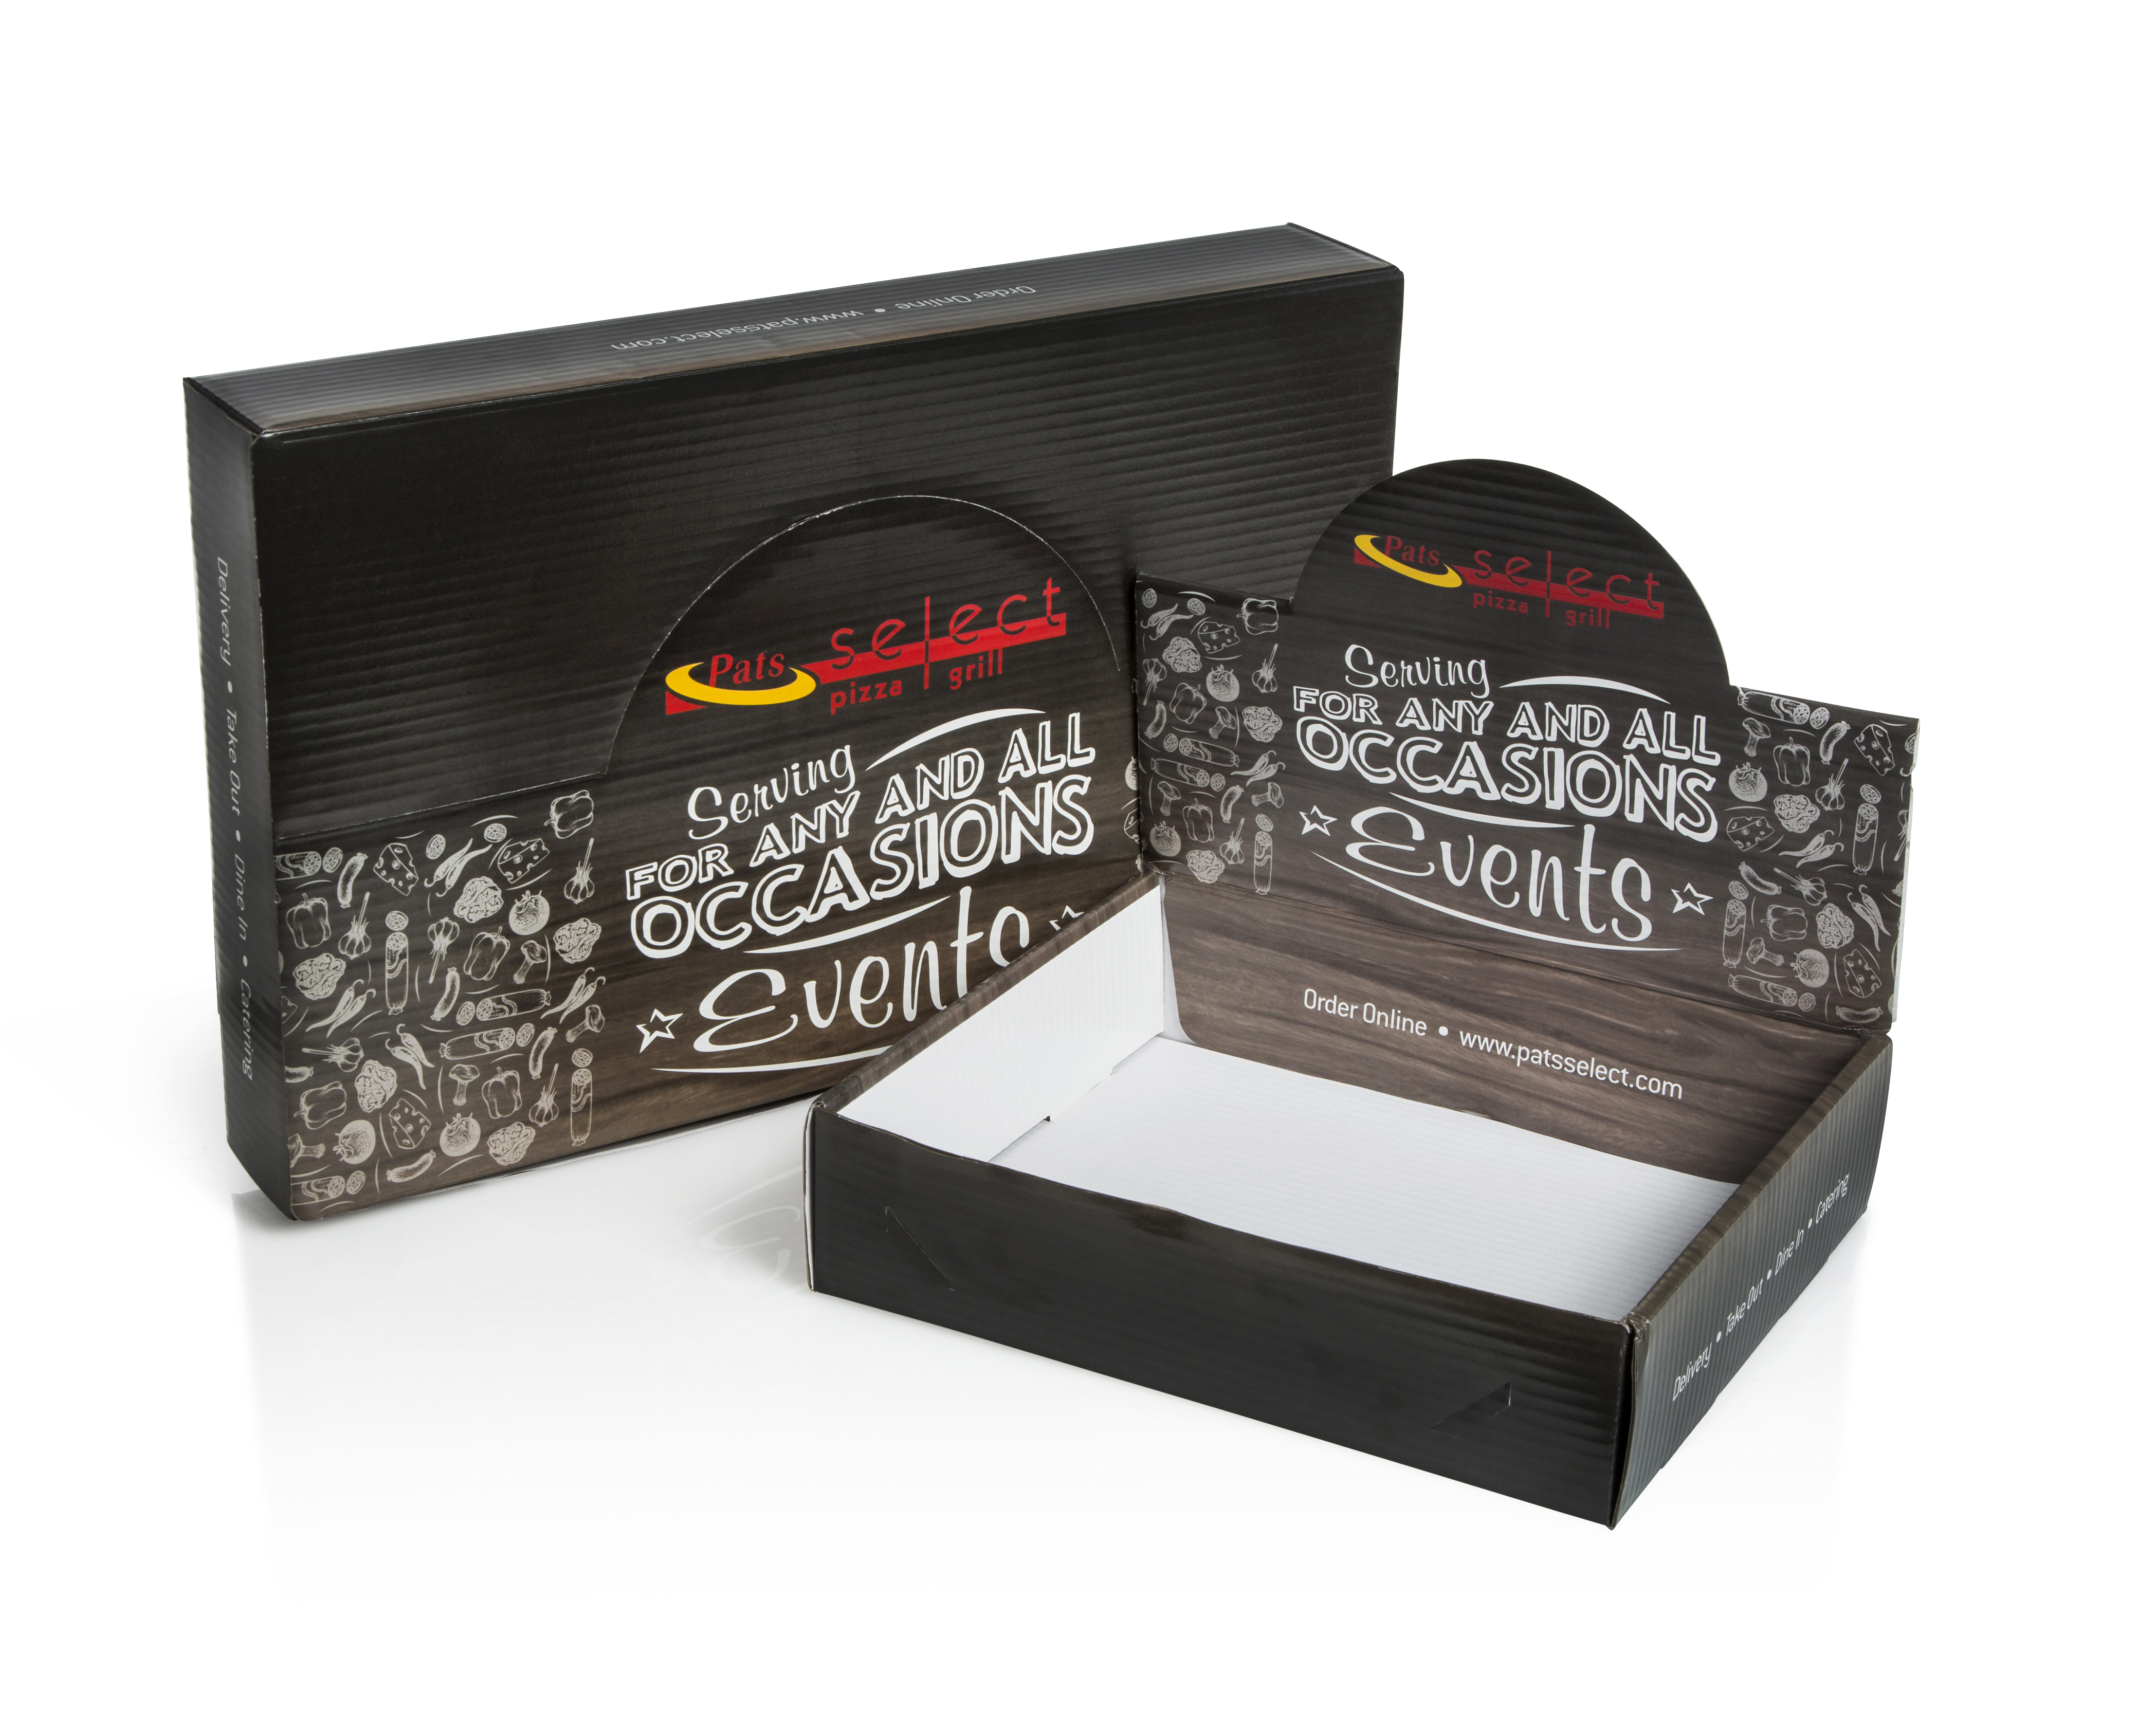 Order Online • www.patsselect.com
Delivery • Take Out • Dine In • Catering
Pats select
pizza grill
Serving
FOR ANY AND ALL
OCCASIONS
Events
Pats select
pizza grill
Serving
FOR ANY AND ALL
OCCASIONS
Events
Order Online • www.patsselect.com
Delivery • Take Out • Dine In • Catering